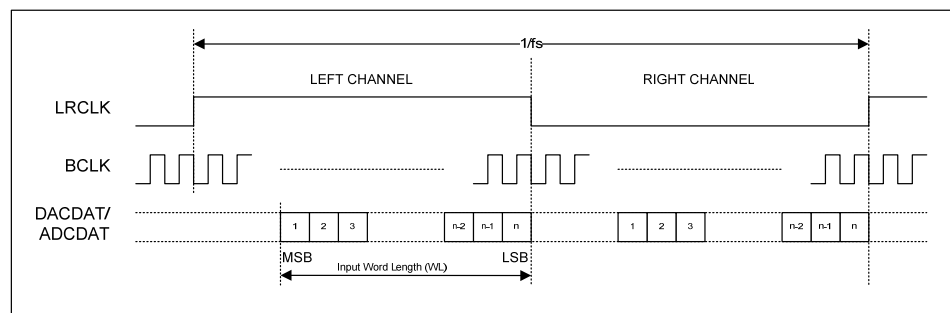 1/fs
LEFT CHANNEL RIGHT CHANNEL
LRCLK
BCLK
DACDAT/
ADCDAT
1 2 3 n-2 n-1 n 1 2 3 n-2 n-1 n
MSB LSB
Input Word Length (WL)